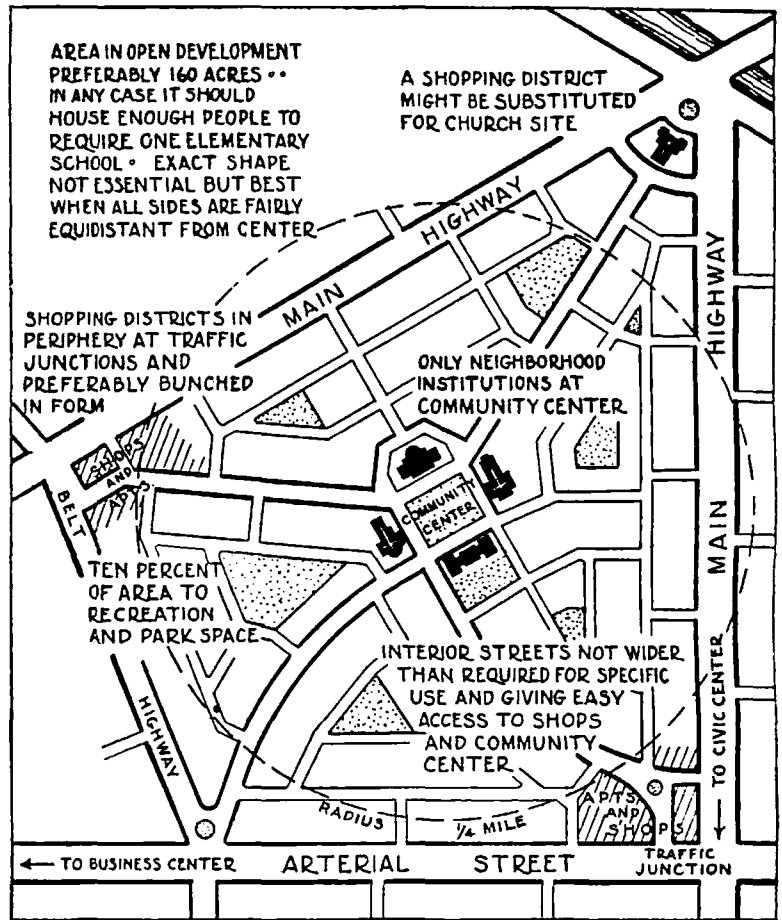 AREA IN OPEN DEVELOPMENT
PREFERABLY 160 ACRES ••
IN ANY CASE IT SHOULD
HOUSE ENOUGH PEOPLE TO
REQUIRE ONE ELEMENTARY
SCHOOL • EXACT SHAPE
NOT ESSENTIAL BUT BEST
WHEN ALL SIDES ARE FAIRLY
EQUIDISTANT FROM CENTER
A SHOPPING DISTRICT
MIGHT BE SUBSTITUTED
FOR CHURCH SITE
MAIN HIGHWAY
SHOPPING DISTRICTS IN
PERIPHERY AT TRAFFIC
JUNCTIONS AND
PREFERABLY BUNCHED
IN FORM
ONLY NEIGHBORHOOD
INSTITUTIONS AT
COMMUNITY CENTER
HIGHWAY
MAIN
SHOPS
AND
APTS
BELT
HIGHWAY
COMMUNITY
CENTER
TEN PERCENT
OF AREA TO
RECREATION
AND PARK SPACE
INTERIOR STREETS NOT WIDER
THAN REQUIRED FOR SPECIFIC
USE AND GIVING EASY
ACCESS TO SHOPS
AND COMMUNITY
CENTER
TO CIVIC CENTER →
APTS
AND
SHOPS
RADIUS 1/4 MILE
TRAFFIC
JUNCTION
← TO BUSINESS CENTER
ARTERIAL STREET